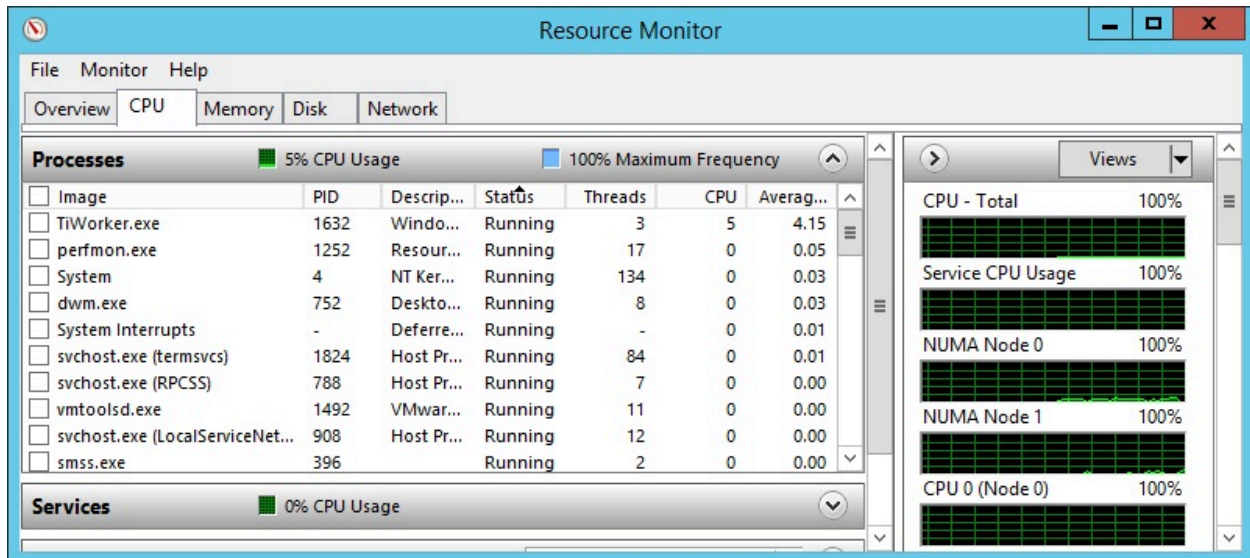 Resource Monitor
File Monitor Help
Overview CPU Memory Disk Network
Processes 5% CPU Usage 100% Maximum Frequency
Image PID Descrip... Status Threads CPU Averag...
TiWorker.exe 1632 Windo... Running 3 5 4.15
perfmon.exe 1252 Resour... Running 17 0 0.05
System 4 NT Ker... Running 134 0 0.03
dwm.exe 752 Deskto... Running 8 0 0.03
System Interrupts - Deferre... Running - 0 0.01
svchost.exe (termsvcs) 1824 Host Pr... Running 84 0 0.01
svchost.exe (RPCSS) 788 Host Pr... Running 7 0 0.00
vmtoolsd.exe 1492 VMwar... Running 11 0 0.00
svchost.exe (LocalServiceNet... 908 Host Pr... Running 12 0 0.00
smss.exe 396 Running 2 0 0.00
Services 0% CPU Usage
Views
CPU - Total 100%
Service CPU Usage 100%
NUMA Node 0 100%
NUMA Node 1 100%
CPU 0 (Node 0) 100%